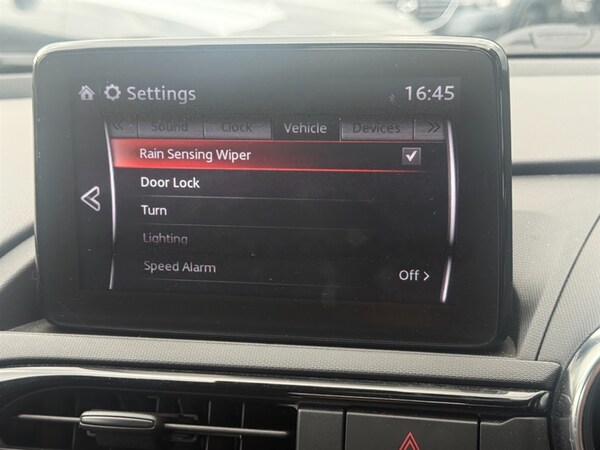 Settings 16:45
Sound Clock Vehicle Devices
Rain Sensing Wiper
Door Lock
Turn
Lighting
Speed Alarm Off